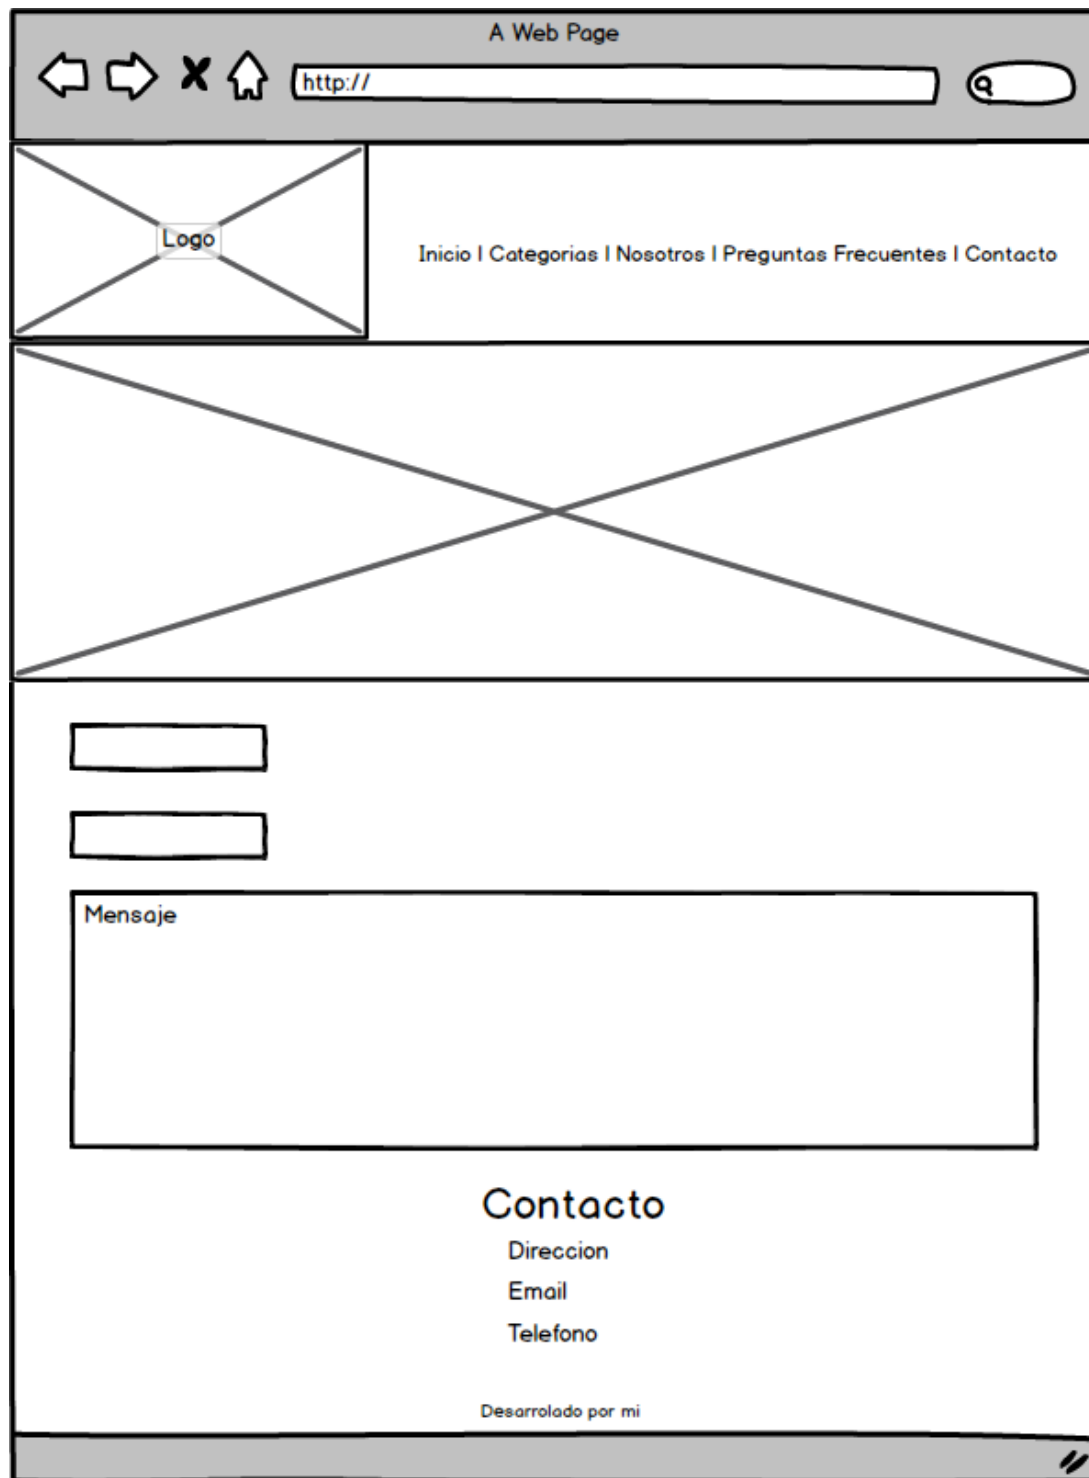 A Web Page
http://
Logo
Inicio | Categorias | Nosotros | Preguntas Frecuentes | Contacto
Mensaje
Contacto
Direccion
Email
Telefono
Desarrolado por mi